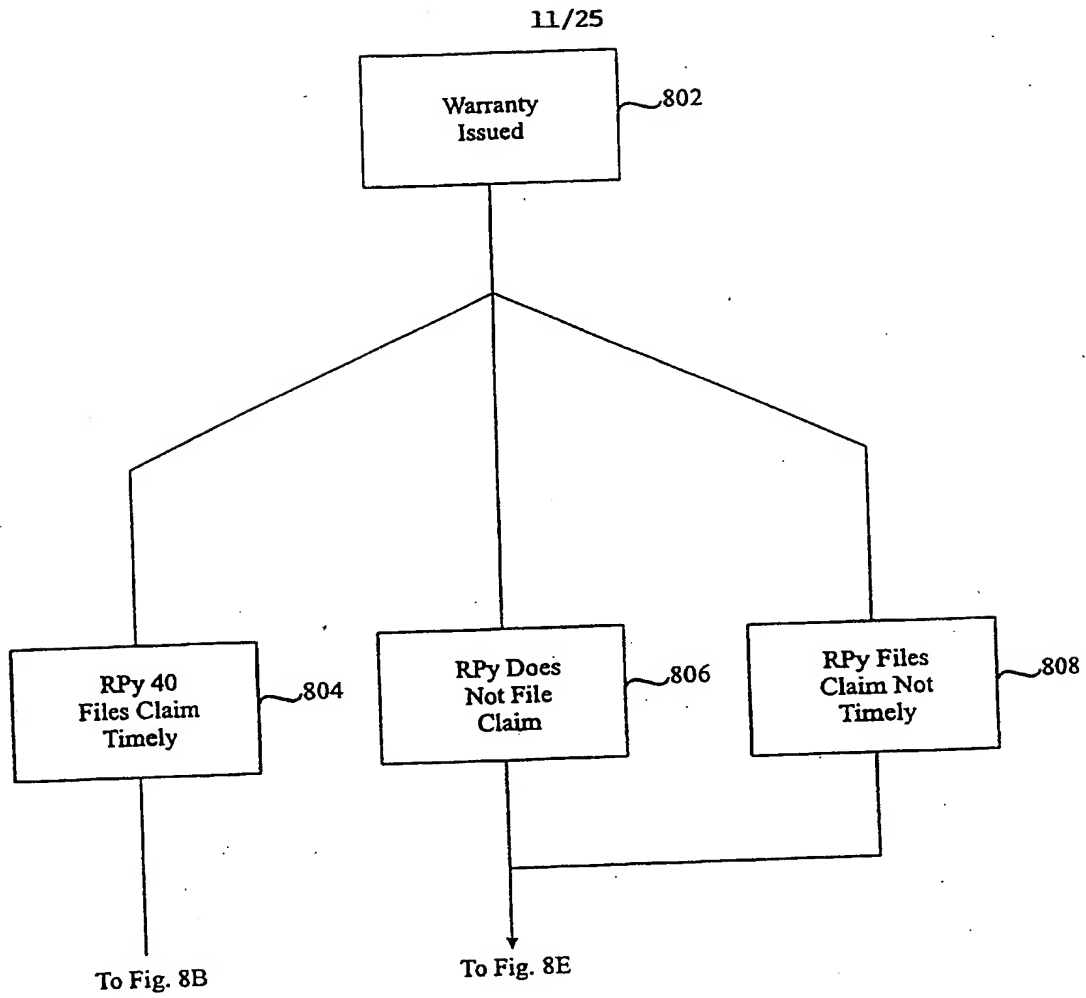 11/25
Warranty
Issued
802
RPy 40
Files Claim
Timely
804
RPy Does
Not File
Claim
806
RPy Files
Claim Not
Timely
808
To Fig. 8B
To Fig. 8E